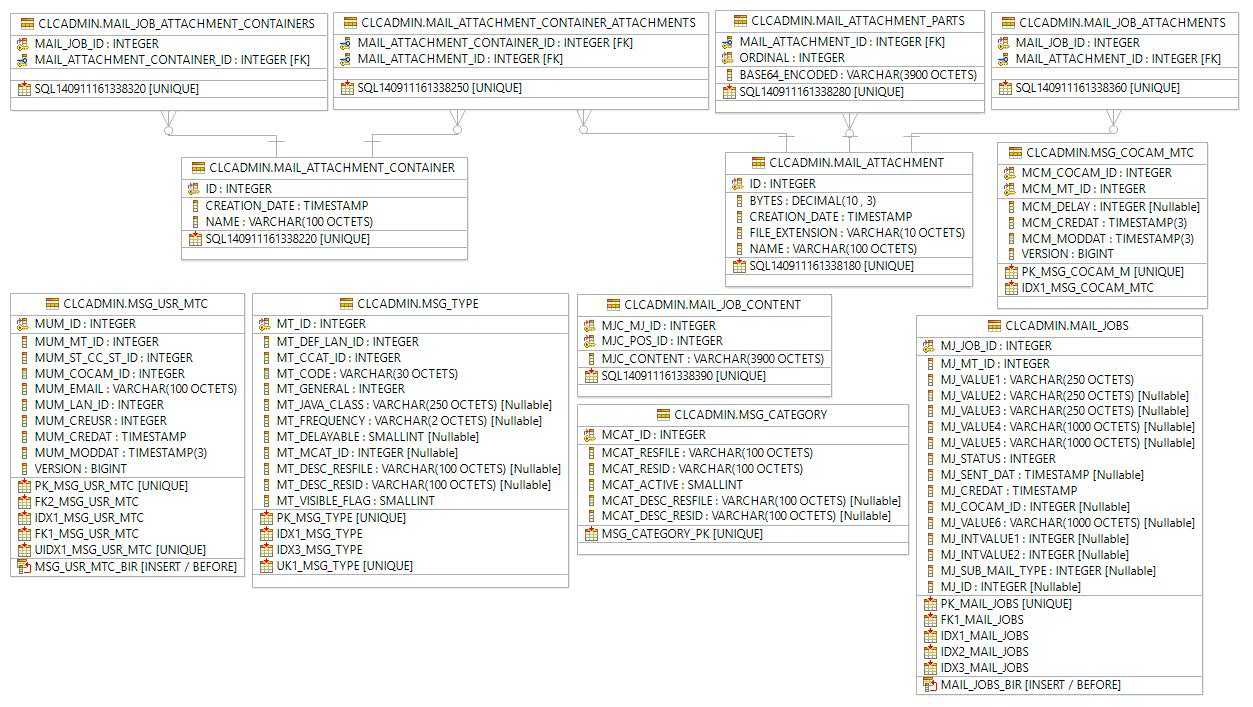 CLCADMIN.MAIL_JOB_ATTACHMENT_CONTAINERS
MAIL_JOB_ID : INTEGER
MAIL_ATTACHMENT_CONTAINER_ID : INTEGER [FK]
SQL140911161338320 [UNIQUE]
CLCADMIN.MAIL_ATTACHMENT_CONTAINER_ATTACHMENTS
MAIL_ATTACHMENT_CONTAINER_ID : INTEGER [FK]
MAIL_ATTACHMENT_ID : INTEGER [FK]
SQL140911161338250 [UNIQUE]
CLCADMIN.MAIL_ATTACHMENT_PARTS
MAIL_ATTACHMENT_ID : INTEGER [FK]
ORDINAL : INTEGER
BASE64_ENCODED : VARCHAR(3900 OCTETS)
SQL140911161338280 [UNIQUE]
CLCADMIN.MAIL_JOB_ATTACHMENTS
MAIL_JOB_ID : INTEGER
MAIL_ATTACHMENT_ID : INTEGER [FK]
SQL140911161338360 [UNIQUE]
CLCADMIN.MAIL_ATTACHMENT_CONTAINER
ID : INTEGER
CREATION_DATE : TIMESTAMP
NAME : VARCHAR(100 OCTETS)
SQL140911161338220 [UNIQUE]
CLCADMIN.MAIL_ATTACHMENT
ID : INTEGER
BYTES : DECIMAL(10 , 3)
CREATION_DATE : TIMESTAMP
FILE_EXTENSION : VARCHAR(10 OCTETS)
NAME : VARCHAR(100 OCTETS)
SQL140911161338180 [UNIQUE]
CLCADMIN.MSG_COCAM_MTC
MCM_COCAM_ID : INTEGER
MCM_MT_ID : INTEGER
MCM_DELAY : INTEGER [Nullable]
MCM_CREDAT : TIMESTAMP(3)
MCM_MODDAT : TIMESTAMP(3)
VERSION : BIGINT
PK_MSG_COCAM_M [UNIQUE]
IDX1_MSG_COCAM_MTC
CLCADMIN.MSG_USR_MTC
MUM_ID : INTEGER
MUM_MT_ID : INTEGER
MUM_ST_CC_ST_ID : INTEGER
MUM_COCAM_ID : INTEGER
MUM_EMAIL : VARCHAR(100 OCTETS)
MUM_LAN_ID : INTEGER
MUM_CREUSR : INTEGER
MUM_CREDAT : TIMESTAMP
MUM_MODDAT : TIMESTAMP(3)
VERSION : BIGINT
PK_MSG_USR_MTC [UNIQUE]
FK2_MSG_USR_MTC
IDX1_MSG_USR_MTC
FK1_MSG_USR_MTC
UIDX1_MSG_USR_MTC [UNIQUE]
MSG_USR_MTC_BIR [INSERT / BEFORE]
CLCADMIN.MSG_TYPE
MT_ID : INTEGER
MT_DEF_LAN_ID : INTEGER
MT_CCAT_ID : INTEGER
MT_CODE : VARCHAR(30 OCTETS)
MT_GENERAL : INTEGER
MT_JAVA_CLASS : VARCHAR(250 OCTETS) [Nullable]
MT_FREQUENCY : VARCHAR(2 OCTETS) [Nullable]
MT_DELAYABLE : SMALLINT [Nullable]
MT_MCAT_ID : INTEGER [Nullable]
MT_DESC_RESFILE : VARCHAR(100 OCTETS) [Nullable]
MT_DESC_RESID : VARCHAR(100 OCTETS) [Nullable]
MT_VISIBLE_FLAG : SMALLINT
PK_MSG_TYPE [UNIQUE]
IDX1_MSG_TYPE
IDX3_MSG_TYPE
UK1_MSG_TYPE [UNIQUE]
CLCADMIN.MAIL_JOB_CONTENT
MJC_MJ_ID : INTEGER
MJC_POS_ID : INTEGER
MJC_CONTENT : VARCHAR(3900 OCTETS)
SQL140911161338390 [UNIQUE]
CLCADMIN.MSG_CATEGORY
MCAT_ID : INTEGER
MCAT_RESFILE : VARCHAR(100 OCTETS)
MCAT_RESID : VARCHAR(100 OCTETS)
MCAT_ACTIVE : SMALLINT
MCAT_DESC_RESFILE : VARCHAR(100 OCTETS) [Nullable]
MCAT_DESC_RESID : VARCHAR(100 OCTETS) [Nullable]
MSG_CATEGORY_PK [UNIQUE]
CLCADMIN.MAIL_JOBS
MJ_JOB_ID : INTEGER
MJ_MT_ID : INTEGER
MJ_VALUE1 : VARCHAR(250 OCTETS)
MJ_VALUE2 : VARCHAR(250 OCTETS) [Nullable]
MJ_VALUE3 : VARCHAR(250 OCTETS) [Nullable]
MJ_VALUE4 : VARCHAR(1000 OCTETS) [Nullable]
MJ_VALUE5 : VARCHAR(1000 OCTETS) [Nullable]
MJ_STATUS : INTEGER
MJ_SENT_DAT : TIMESTAMP [Nullable]
MJ_CREDAT : TIMESTAMP
MJ_COCAM_ID : INTEGER [Nullable]
MJ_VALUE6 : VARCHAR(1000 OCTETS) [Nullable]
MJ_INTVALUE1 : INTEGER [Nullable]
MJ_INTVALUE2 : INTEGER [Nullable]
MJ_SUB_MAIL_TYPE : INTEGER [Nullable]
MJ_ID : INTEGER [Nullable]
PK_MAIL_JOBS [UNIQUE]
FK1_MAIL_JOBS
IDX1_MAIL_JOBS
IDX2_MAIL_JOBS
IDX3_MAIL_JOBS
MAIL_JOBS_BIR [INSERT / BEFORE]